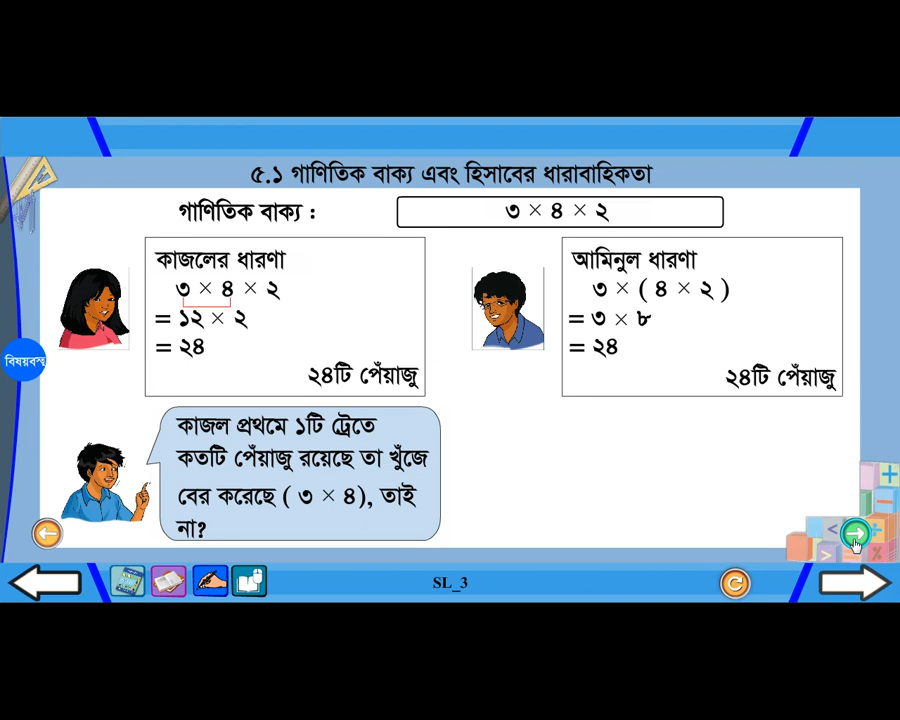 ৫.১ গাণিতিক বাক্য এবং হিসাবের ধারাবাহিকতা
গাণিতিক বাক্য :
৩ × ৪ × ২
কাজলের ধারণা
৩ × ৪ × ২
= ১২ × ২
= ২৪
২৪টি পেঁয়াজু
আমিনুল ধারণা
৩ × ( ৪ × ২ )
= ৩ × ৮
= ২৪
২৪টি পেঁয়াজু
বিষয়বস্তু
কাজল প্রথমে ১টি ট্রেতে
কতটি পেঁয়াজু রয়েছে তা খুঁজে
বের করেছে ( ৩ × ৪), তাই
না?
SL_3